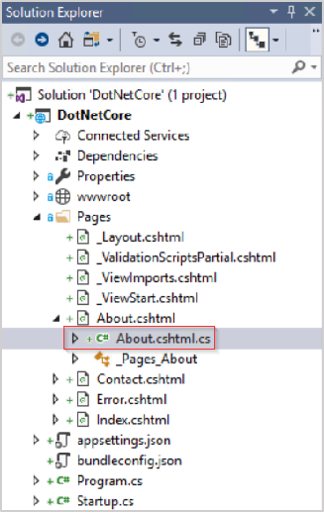 Solution Explorer
Search Solution Explorer (Ctrl+;)
Solution 'DotNetCore' (1 project)
DotNetCore
Connected Services
Dependencies
Properties
wwwroot
Pages
_Layout.cshtml
_ValidationScriptsPartial.cshtml
_ViewImports.cshtml
_ViewStart.cshtml
About.cshtml
C# About.cshtml.cs
_Pages_About
Contact.cshtml
Error.cshtml
Index.cshtml
appsettings.json
bundleconfig.json
C# Program.cs
C# Startup.cs